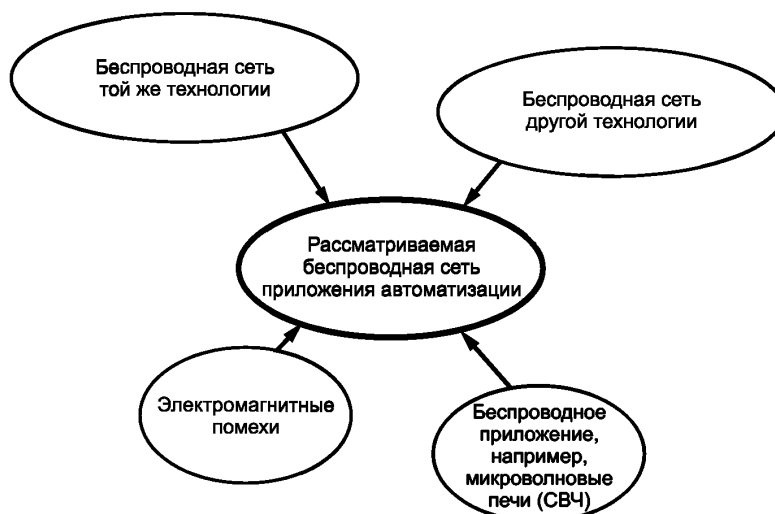 Беспроводная сеть
той же технологии
Беспроводная сеть
другой технологии
Рассматриваемая
беспроводная сеть
приложения автоматизации
Электромагнитные
помехи
Беспроводное
приложение,
например,
микроволновые
печи (СВЧ)